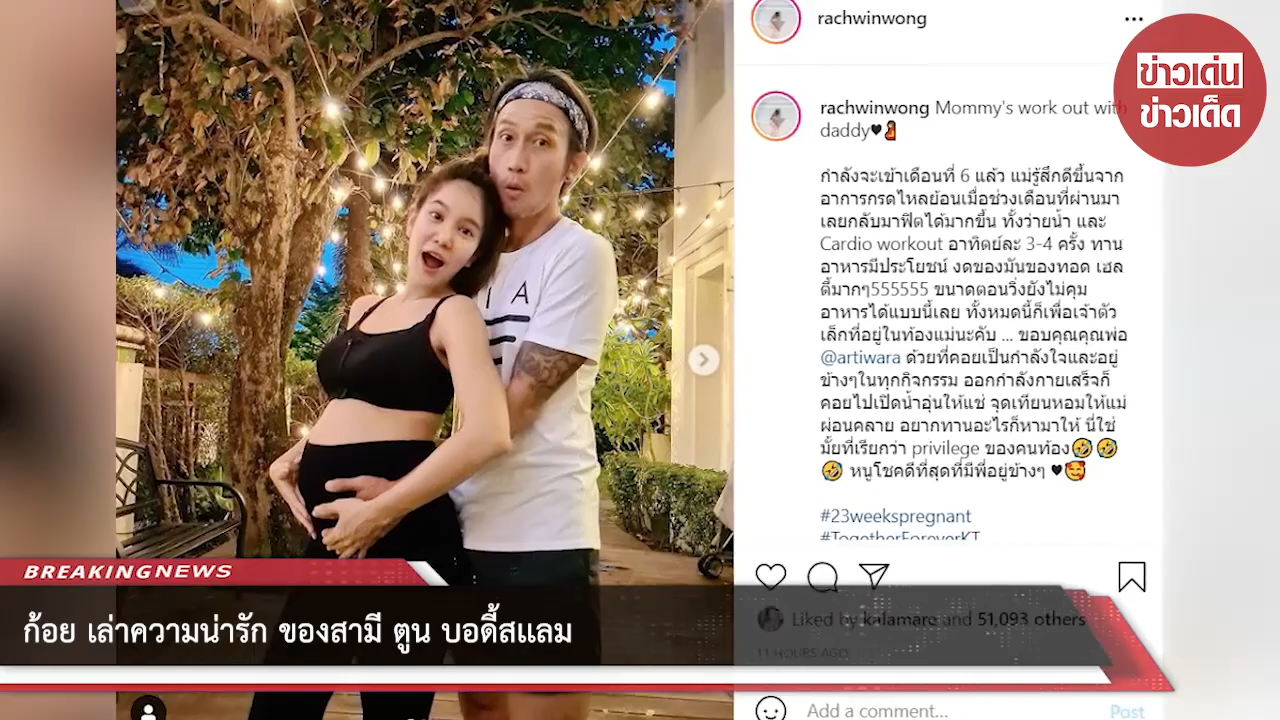 rachwinwong
ข่าวเด่น
ข่าวเด็ด
rachwinwong Mommy's work out with
daddy♥🤰
กำลังจะเข้าเดือนที่ 6 แล้ว แม่รู้สึกดีขึ้นจาก
อาการกรดไหลย้อนเมื่อช่วงเดือนที่ผ่านมา
เลยกลับมาฟิตได้มากขึ้น ทั้งว่ายน้ำ และ
Cardio workout อาทิตย์ละ 3-4 ครั้ง ทาน
อาหารมีประโยชน์ งดของมันของทอด เฮล
ตี้มากๆ555555 ขนาดตอนวิ่งยังไม่คุม
อาหารได้แบบนี้เลย ทั้งหมดนี้ก็เพื่อเจ้าตัว
เล็กที่อยู่ในท้องแม่นะคับ ... ขอบคุณคุณพ่อ
@artiwara ด้วยที่คอยเป็นกำลังใจและอยู่
ข้างๆในทุกกิจกรรม ออกกำลังกายเสร็จก็
คอยไปเปิดน้ำอุ่นให้แช่ จุดเทียนหอมให้แม่
ผ่อนคลาย อยากทานอะไรก็หามาให้ นี่ใช่
มั้ยที่เรียกว่า privilege ของคนท้อง🤣🤣
🤣 หนูโชคดีที่สุดที่มีพี่อยู่ข้างๆ ♥🥰
#23weekspregnant
#TogetherForeverKT
I A
BREAKINGNEWS
ก้อย เล่าความน่ารัก ของสามี ตูน บอดี้สแลม
Liked by kalamare and 51,093 others
11 HOURS AGO
Add a comment...
Post